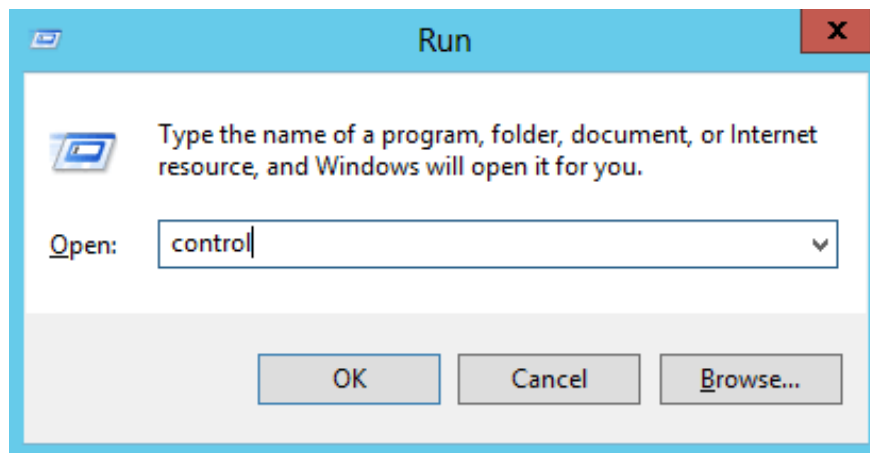 Run
x
Type the name of a program, folder, document, or Internet
resource, and Windows will open it for you.
Open: control
OK Cancel Browse...